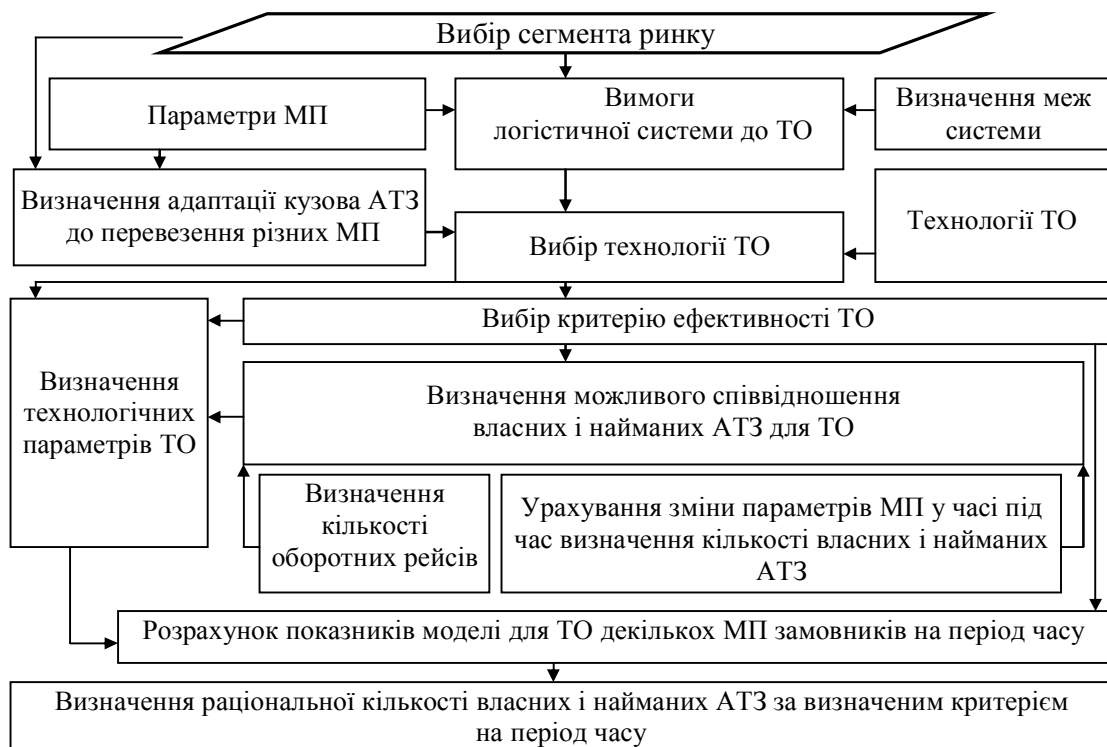 Вибір сегмента ринку
Параметри МП
Вимоги
логістичної системи до ТО
Визначення меж
системи
Визначення адаптації кузова АТЗ
до перевезення різних МП
Вибір технології ТО
Технології ТО
Вибір критерію ефективності ТО
Визначення
технологічних
параметрів ТО
Визначення можливого співвідношення
власних і найманих АТЗ для ТО
Визначення
кількості
оборотних рейсів
Урахування зміни параметрів МП у часі під
час визначення кількості власних і найманих
АТЗ
Розрахунок показників моделі для ТО декількох МП замовників на період часу
Визначення раціональної кількості власних і найманих АТЗ за визначеним критерієм
на період часу